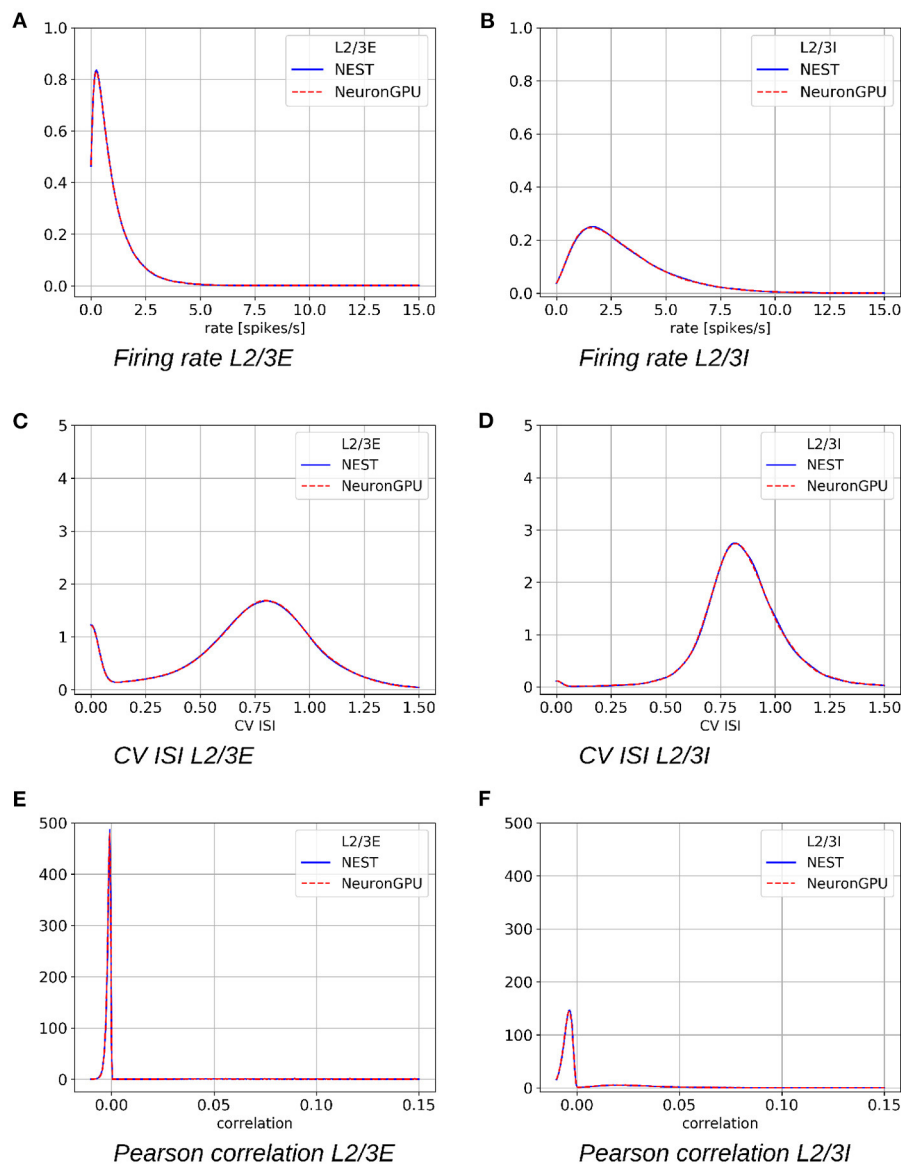 A
1.0
0.8
0.6
0.4
0.2
0.0
L2/3E
NEST
NeuronGPU
0.0 2.5 5.0 7.5 10.0 12.5 15.0
rate [spikes/s]
Firing rate L2/3E
B
1.0
0.8
0.6
0.4
0.2
0.0
L2/3I
NEST
NeuronGPU
0.0 2.5 5.0 7.5 10.0 12.5 15.0
rate [spikes/s]
Firing rate L2/3I
C
5
4
3
2
1
0
L2/3E
NEST
NeuronGPU
0.00 0.25 0.50 0.75 1.00 1.25 1.50
CV ISI
CV ISI L2/3E
D
5
4
3
2
1
0
L2/3I
NEST
NeuronGPU
0.00 0.25 0.50 0.75 1.00 1.25 1.50
CV ISI
CV ISI L2/3I
E
500
400
300
200
100
0
L2/3E
NEST
NeuronGPU
0.00 0.05 0.10 0.15
correlation
Pearson correlation L2/3E
F
500
400
300
200
100
0
L2/3I
NEST
NeuronGPU
0.00 0.05 0.10 0.15
correlation
Pearson correlation L2/3I